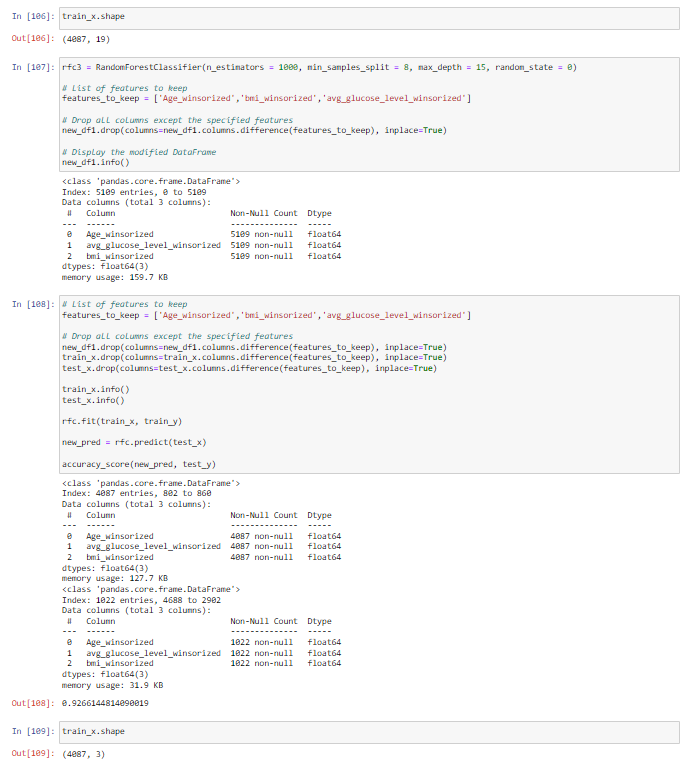 In [106]: train_x.shape
Out[106]: (4087, 19)
In [107]: rfc3 = RandomForestClassifier(n_estimators = 1000, min_samples_split = 8, max_depth = 15, random_state = 0)
# List of features to keep
features_to_keep = ['Age_winsorized','bmi_winsorized','avg_glucose_level_winsorized']
# Drop all columns except the specified features
new_df1.drop(columns=new_df1.columns.difference(features_to_keep), inplace=True)
# Display the modified DataFrame
new_df1.info()
<class 'pandas.core.frame.DataFrame'>
Index: 5109 entries, 0 to 5109
Data columns (total 3 columns):
# Column Non-Null Count Dtype
--- ------ -------------- -----
0 Age_winsorized 5109 non-null float64
1 avg_glucose_level_winsorized 5109 non-null float64
2 bmi_winsorized 5109 non-null float64
dtypes: float64(3)
memory usage: 159.7 KB
In [108]: # List of features to keep
features_to_keep = ['Age_winsorized','bmi_winsorized','avg_glucose_level_winsorized']
# Drop all columns except the specified features
new_df1.drop(columns=new_df1.columns.difference(features_to_keep), inplace=True)
train_x.drop(columns=train_x.columns.difference(features_to_keep), inplace=True)
test_x.drop(columns=test_x.columns.difference(features_to_keep), inplace=True)
train_x.info()
test_x.info()
rfc.fit(train_x, train_y)
new_pred = rfc.predict(test_x)
accuracy_score(new_pred, test_y)
<class 'pandas.core.frame.DataFrame'>
Index: 4087 entries, 802 to 860
Data columns (total 3 columns):
# Column Non-Null Count Dtype
--- ------ -------------- -----
0 Age_winsorized 4087 non-null float64
1 avg_glucose_level_winsorized 4087 non-null float64
2 bmi_winsorized 4087 non-null float64
dtypes: float64(3)
memory usage: 127.7 KB
<class 'pandas.core.frame.DataFrame'>
Index: 1022 entries, 4688 to 2902
Data columns (total 3 columns):
# Column Non-Null Count Dtype
--- ------ -------------- -----
0 Age_winsorized 1022 non-null float64
1 avg_glucose_level_winsorized 1022 non-null float64
2 bmi_winsorized 1022 non-null float64
dtypes: float64(3)
memory usage: 31.9 KB
Out[108]: 0.9266144814090019
In [109]: train_x.shape
Out[109]: (4087, 3)